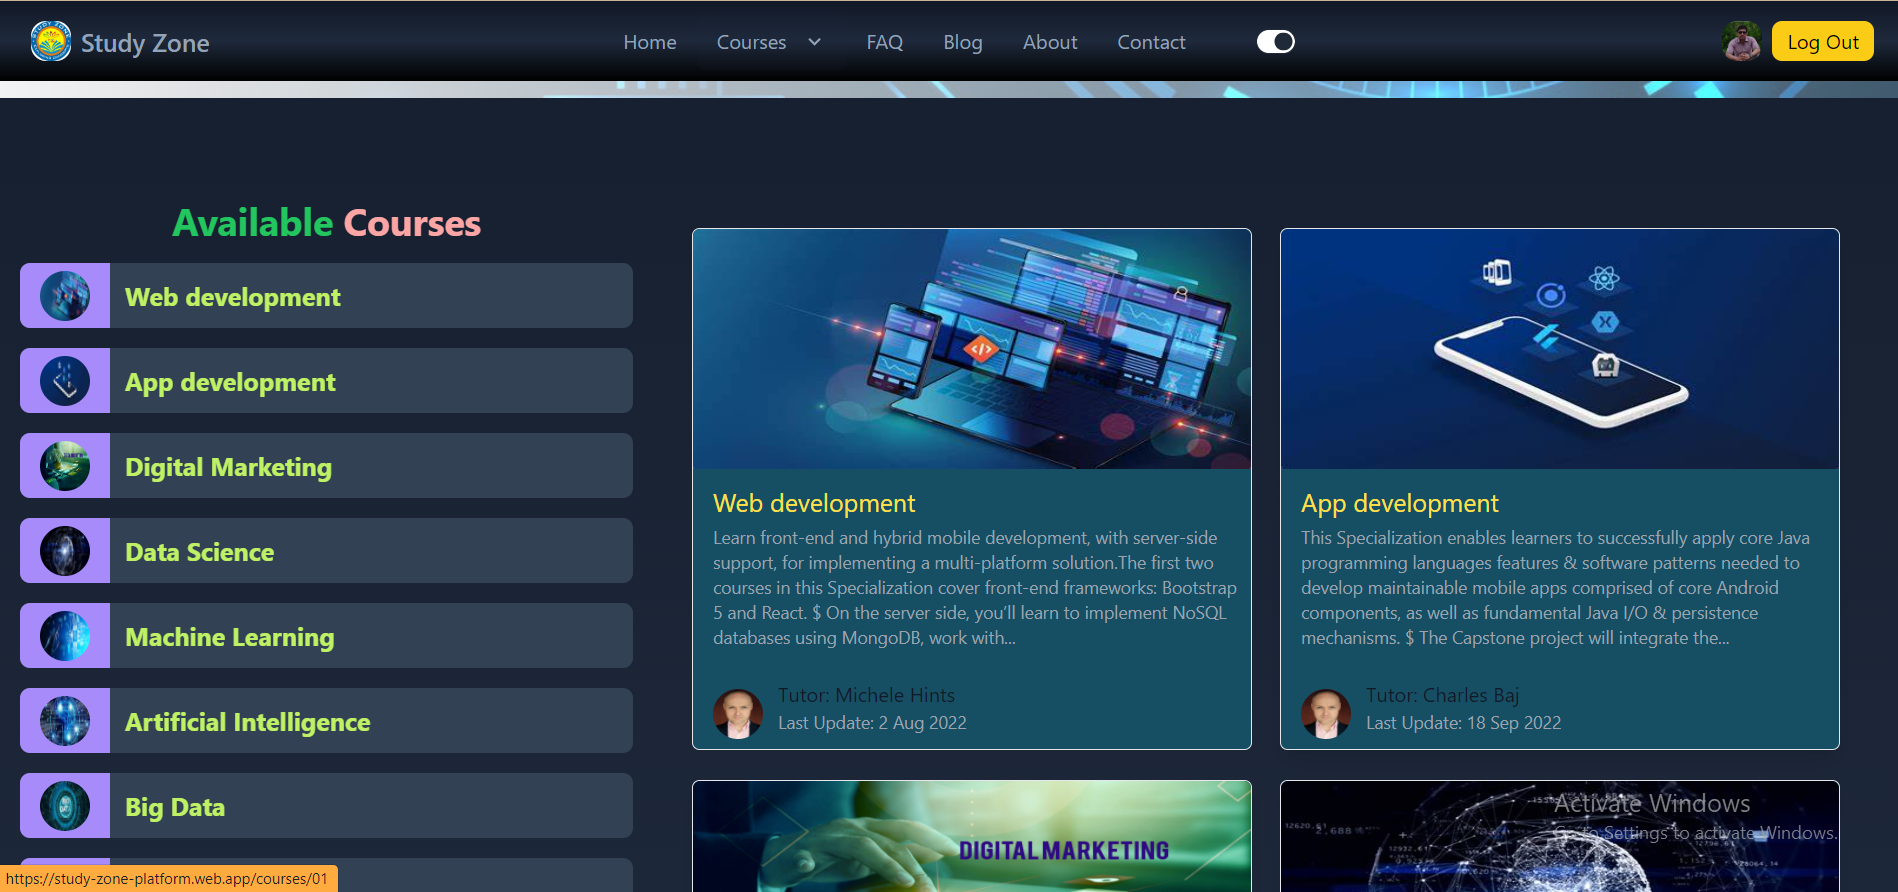 Study Zone
Home
Courses
FAQ
Blog
About
Contact
Log Out
Available Courses
Web development
App development
Digital Marketing
Data Science
Machine Learning
Artificial Intelligence
Big Data
Web development
Learn front-end and hybrid mobile development, with server-side
support, for implementing a multi-platform solution.The first two
courses in this Specialization cover front-end frameworks: Bootstrap
5 and React. $ On the server side, you’ll learn to implement NoSQL
databases using MongoDB, work with...
Tutor: Michele Hints
Last Update: 2 Aug 2022
App development
This Specialization enables learners to successfully apply core Java
programming languages features & software patterns needed to
develop maintainable mobile apps comprised of core Android
components, as well as fundamental Java I/O & persistence
mechanisms. $ The Capstone project will integrate the...
Tutor: Charles Baj
Last Update: 18 Sep 2022
DIGITAL MARKETING
Activate Windows
Go to Settings to activate Windows.
https://study-zone-platform.web.app/courses/01